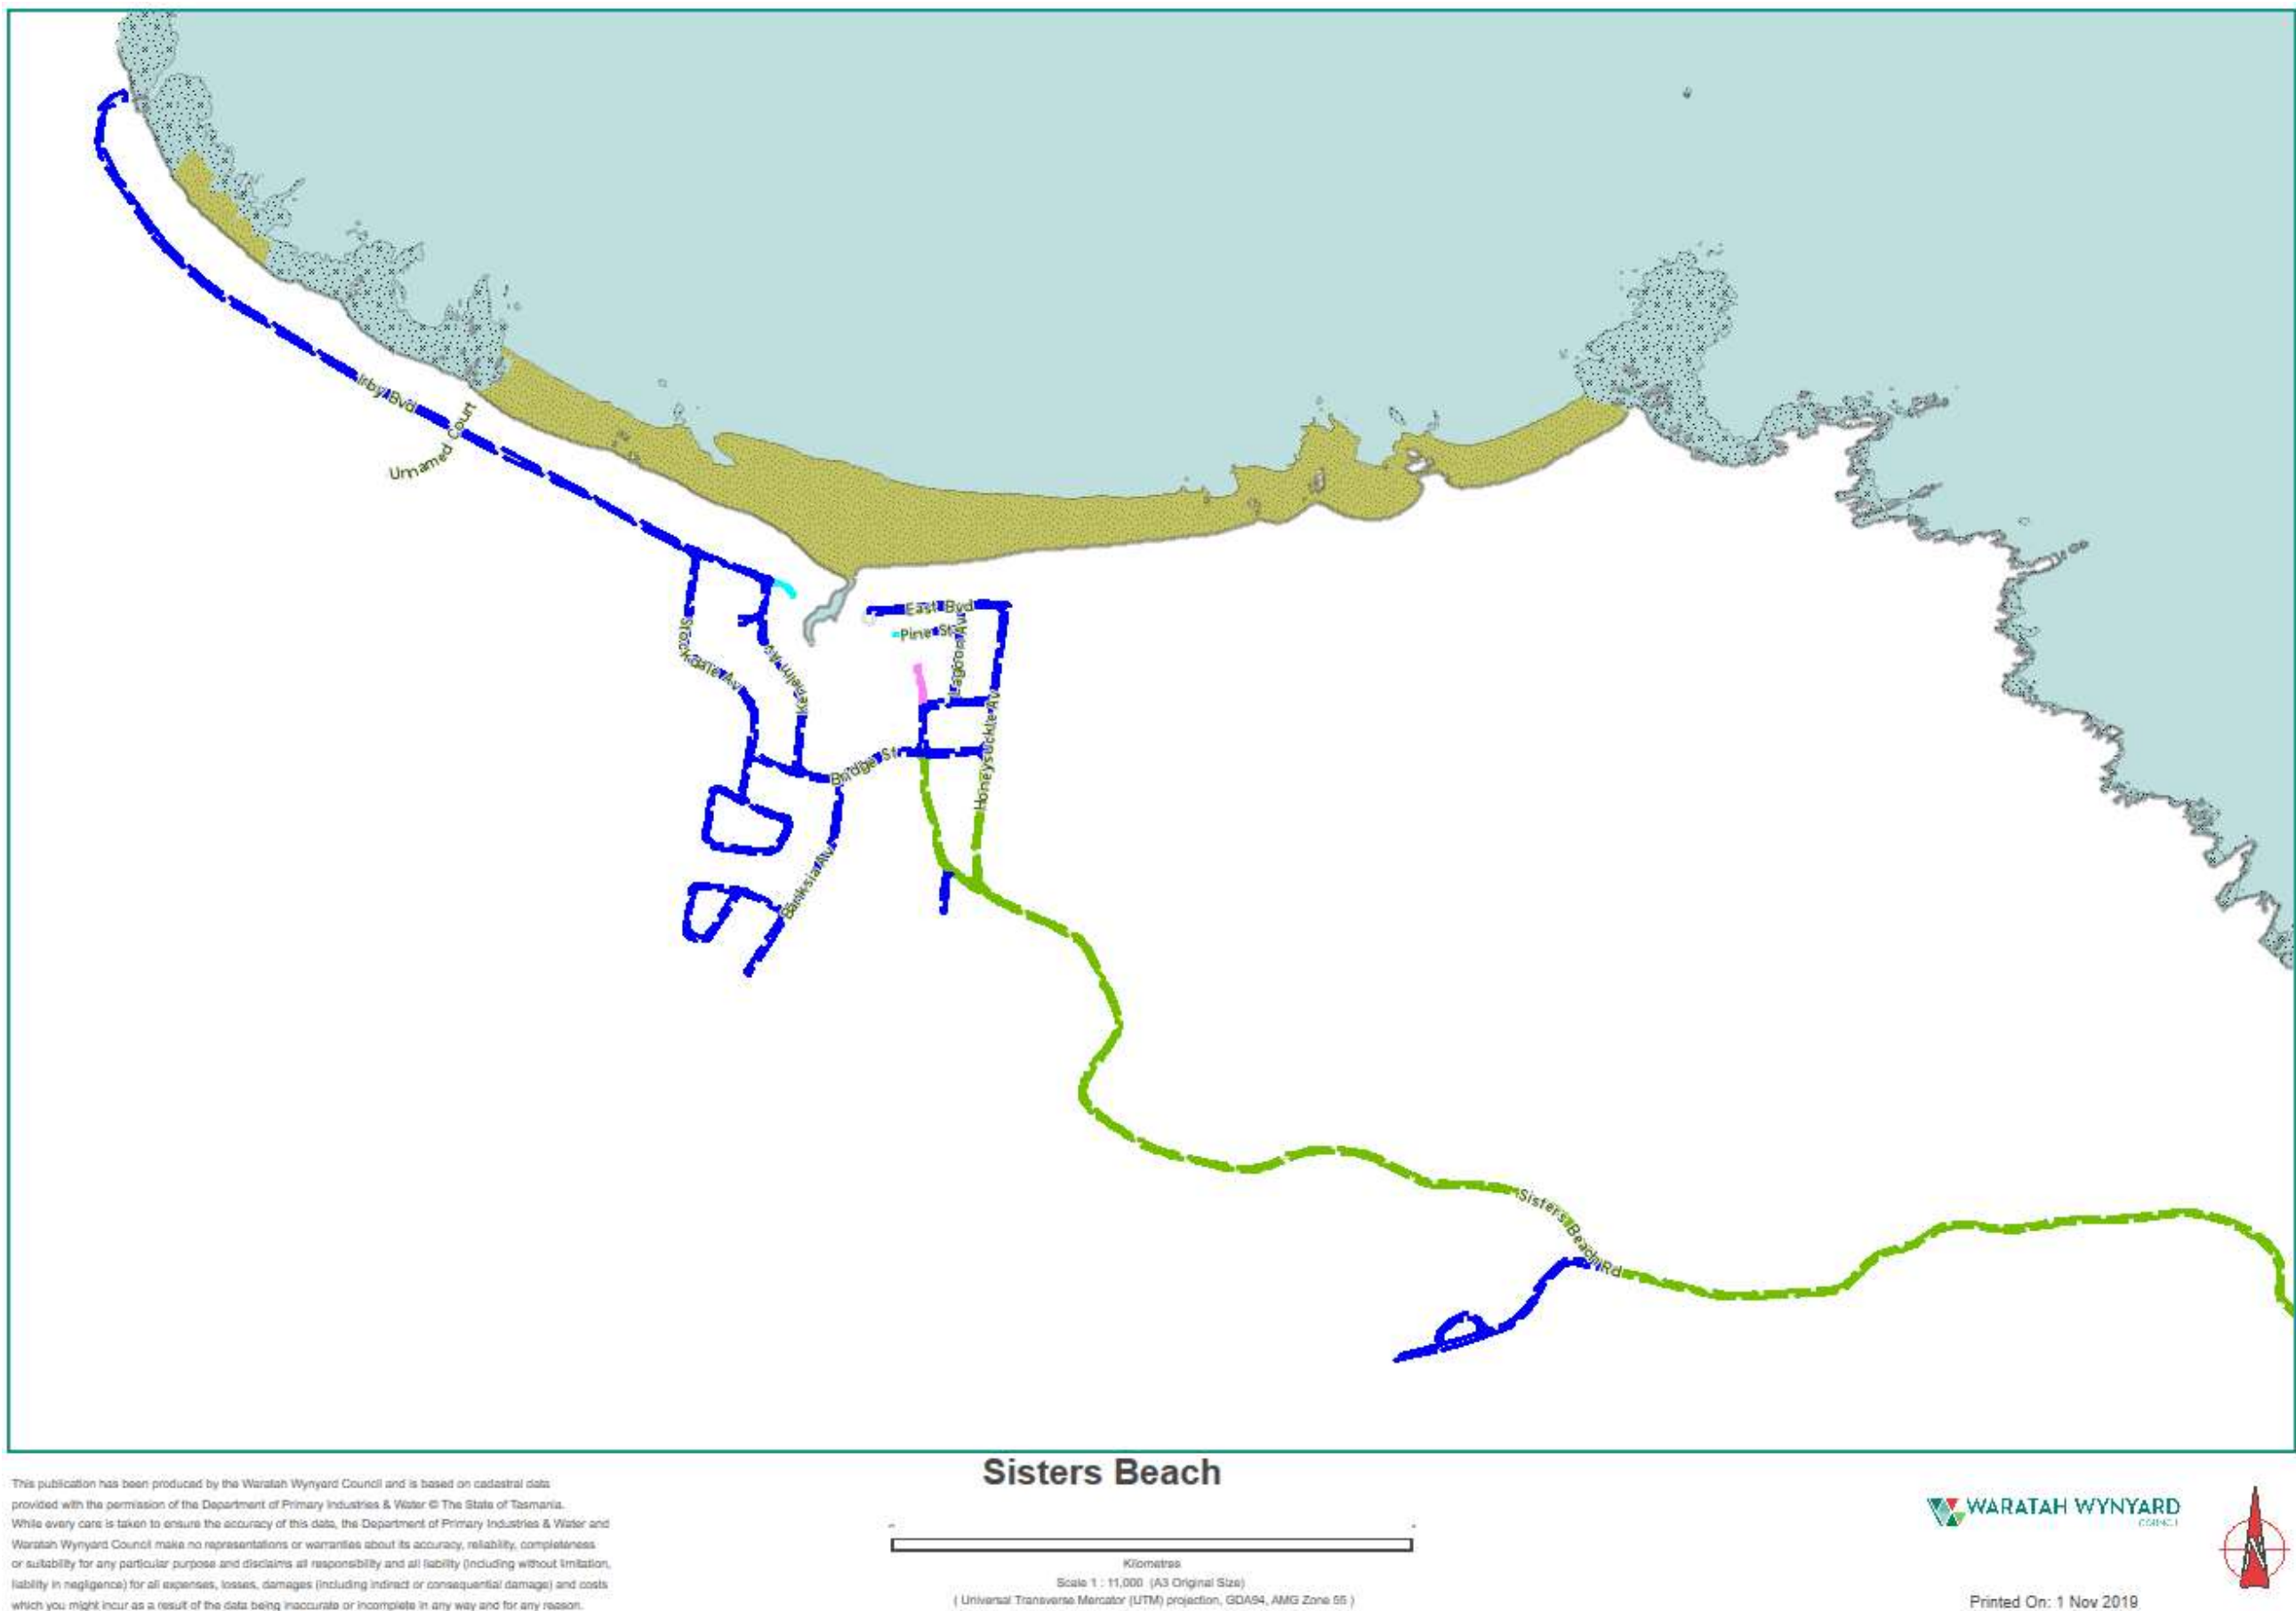 Irby Bvd
Unnamed Court
East Bvd
Pine St
Lagoon Av
Stockdale Av
Kenelm Av
Honeysuckle Av
Bridge St
Banksia Av
Sisters Beach Rd
Sisters Beach
This publication has been produced by the Waratah Wynyard Council and is based on cadastral data
provided with the permission of the Department of Primary Industries & Water © The State of Tasmania.
While every care is taken to ensure the accuracy of this data, the Department of Primary Industries & Water and
Waratah Wynyard Council make no representations or warranties about its accuracy, reliability, completeness
or suitability for any particular purpose and disclaims all responsibility and all liability (including without limitation,
liability in negligence) for all expenses, losses, damages (including indirect or consequential damage) and costs
which you might incur as a result of the data being inaccurate or incomplete in any way and for any reason.
Kilometres
Scale 1 : 11,000 (A3 Original Size)
( Universal Transverse Mercator (UTM) projection, GDA94, AMG Zone 55 )
WARATAH WYNYARD
COUNCIL
N
Printed On: 1 Nov 2019